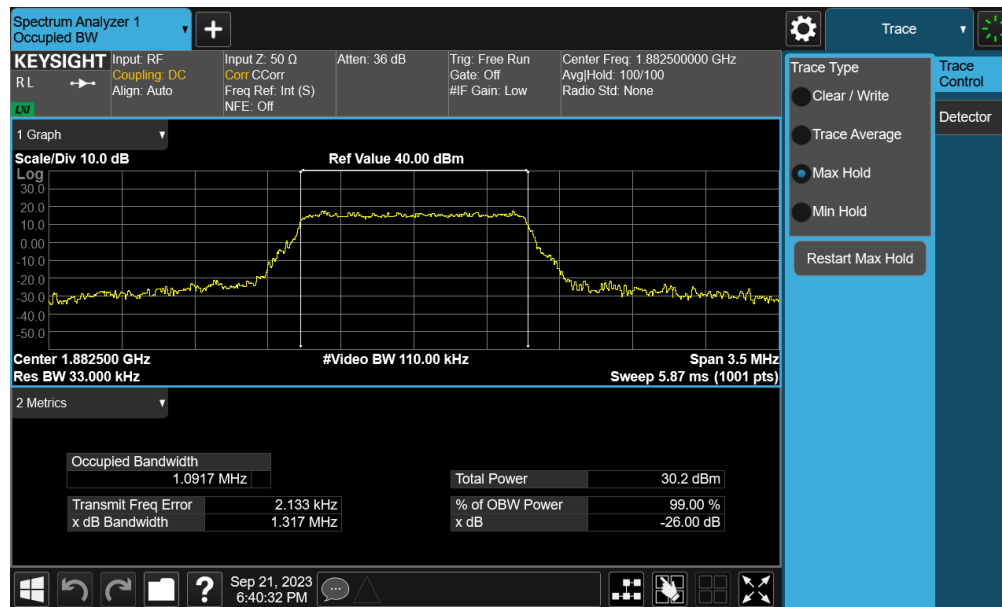 Spectrum Analyzer 1
Occupied BW
Trace
KEYSIGHT
R L
LXI
Input: RF
Coupling: DC
Align: Auto
Input Z: 50 Ω
Corr CCorr
Freq Ref: Int (S)
NFE: Off
Atten: 36 dB
Trig: Free Run
Gate: Off
#IF Gain: Low
Center Freq: 1.882500000 GHz
Avg|Hold: 100/100
Radio Std: None
Trace Type
Clear / Write
Trace Average
Max Hold
Min Hold
Restart Max Hold
Trace
Control
Detector
1 Graph
Scale/Div 10.0 dB
Ref Value 40.00 dBm
Log
30.0
20.0
10.0
0.00
-10.0
-20.0
-30.0
-40.0
-50.0
Center 1.882500 GHz
#Video BW 110.00 kHz
Span 3.5 MHz
Res BW 33.000 kHz
Sweep 5.87 ms (1001 pts)
2 Metrics
Occupied Bandwidth
1.0917 MHz
Total Power 30.2 dBm
Transmit Freq Error 2.133 kHz
% of OBW Power 99.00 %
x dB Bandwidth 1.317 MHz
x dB -26.00 dB
?
Sep 21, 2023
6:40:32 PM